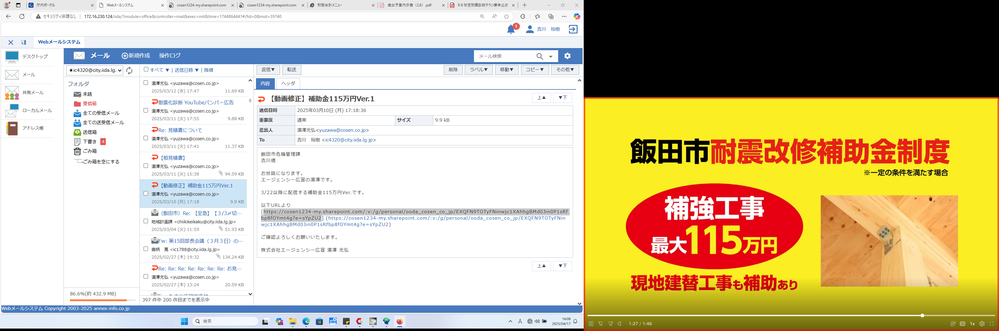 庁内ポータル
Webメールシステム
cosen1234-my.sharepoint.com
cosen1234-my.sharepoint.com
財務会計メニュー
歳出予算内示書（2.6）.pdf
R６改定耐震診断チラシ兼申込書
セキュリティ保護なし
172.16.230.124/iida/?module=office&controller=mail&exec=init&time=1744864441#/fid=0&mid=39740
1
吉川　裕樹
Webメールシステム
デスクトップ
メール
共有メール
ローカルメール
アドレス帳
メール
新規作成
操作ログ
メール検索
★ic4320@city.iida.lg.
フォルダ
未読
受信箱
全ての受信メール
全ての送受信メール
送信箱
下書き 4
ごみ箱
ごみ箱を空にする
86.6%(約 432.9 MB)
すべて ▼ | 送信日時 ▼ | 降順
湯澤光弘 <yuzawa@cosen.co.jp>
2025/03/12 (水) 17:47 11.69 KB
耐震化診断 YouTubeバンパー広告
湯澤光弘 <yuzawa@cosen.co.jp>
2025/03/11 (火) 17:55 9.88 KB
Re: 見積書について
湯澤光弘 <yuzawa@cosen.co.jp>
2025/03/11 (火) 17:41 11.37 KB
【相見積書】
湯澤光弘 <yuzawa@cosen.co.jp>
2025/03/11 (火) 15:38 94.59 KB
【動画修正】補助金115万円Ver.1
湯澤光弘 <yuzawa@cosen.co.jp>
2025/03/10 (月) 17:18 9.9 KB
（飯田市）Re: 【至急】【３/３〆切…
地域計画課 <chiikikeikaku@city.iida.lg.jp>
2025/03/04 (火) 11:59 51.93 KB
Fw: 第15回部長会議（３月３日）の…
鋤柄　寛 <ic1788@city.iida.lg.jp>
2025/02/27 (木) 19:32 134.24 KB
Re: Re: Re: Re: Re: Re: Re: お見…
湯澤光弘 <yuzawa@cosen.co.jp>
2025/02/27 (木) 13:24 20.59 KB
397 件中 200 件目までを表示中
返信▼
転送
削除
ラベル▼
移動▼
コピー▼
その他▼
内容
ヘッダ
【動画修正】補助金115万円Ver.1
上▲
▼下
送信日時 2025年03月10日 (月) 17:18:36
重要度 通常 サイズ 9.9 kB
差出人 湯澤光弘<yuzawa@cosen.co.jp>
To 吉川　裕樹 <ic4320@city.iida.lg.jp>
飯田市危機管理課
吉川様
お世話になります。
エージェンシー広宣の湯澤です。
3/22以降に配信する補助金115万円Ver.です。
以下URLより
[https://cosen1234-my.sharepoint.com/:v:/g/personal/ooda_cosen_co_jp/EXQFN9TOTyFNinwjc1XAhhgBMd0Jin0P1sRf
bp8fOYmt4g?e=sYpZU2] (https://cosen1234-my.sharepoint.com/:v:/g/personal/ooda_cosen_co_jp/EXQFN9TOTyFNin
wjc1XAhhgBMd0Jin0P1sRfbp8fOYmt4g?e=sYpZU2)
ご確認よろしくお願いいたします。
株式会社エージェンシー広宣 湯澤 光弘
上▲
▼下
Webメールシステム Copyright 2003-2025 annex-info.co.jp
検索
A
16:08
2025/04/17
飯田市耐震改修補助金制度
※一定の条件を満たす場合
補強工事
最大115万円
現地建替工事も補助あり
10
10
1:27 / 1:46
CC
1x